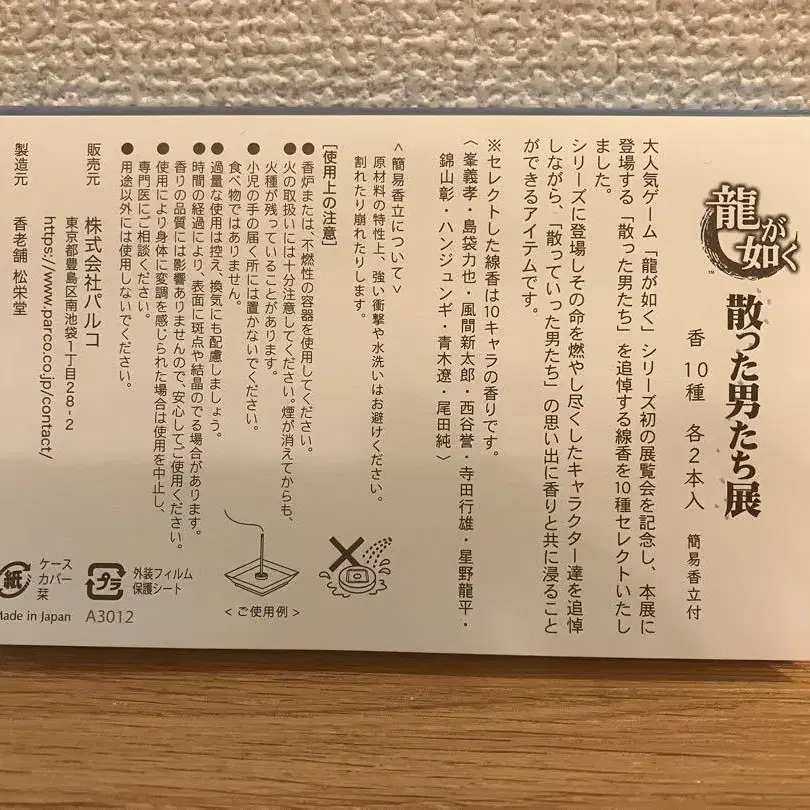 龍が如く
TM
散った男たち展
香 10種 各2本入 簡易香立付
大人気ゲーム「龍が如く」シリーズ初の展覧会を記念し、本展に
登場する「散った男たち」を追悼する線香を10種セレクトいたし
ました。
シリーズに登場しその命を燃やし尽くしたキャラクター達を追悼
しながら、「散っていった男たち」の思い出に香りと共に浸ること
ができるアイテムです。
※セレクトした線香は10キャラの香りです。
〈峯義孝・島袋力也・風間新太郎・西谷誉・寺田行雄・星野龍平・
錦山彰・ハンジュンギ・青木遼・尾田純〉
<簡易香立について>
原材料の特性上、強い衝撃や水洗いはお避けください。
割れたり崩れたりします。
[使用上の注意]
●香炉または、不燃性の容器を使用してください。
●火の取扱いには十分注意してください。煙が消えてからも、
火種が残っていることがあります。
●小児の手の届く所には置かないでください。
食べ物ではありません。
●過量な使用は控え、換気にも配慮しましょう。
●時間の経過により、表面に斑点や結晶のでる場合があります。
香りの品質には影響ありませんので、安心してご使用ください。
●使用により身体に変調を感じられた場合は使用を中止し、
専門医にご相談ください。
●用途以外には使用しないでください。
販売元 株式会社パルコ
東京都豊島区南池袋1丁目28-2
https://www.parco.co.jp/contact/
製造元 香老舗 松栄堂
<ご使用例>
プラ
外装フィルム
保護シート
紙
ケース
カバー
栞
Made in Japan A3012